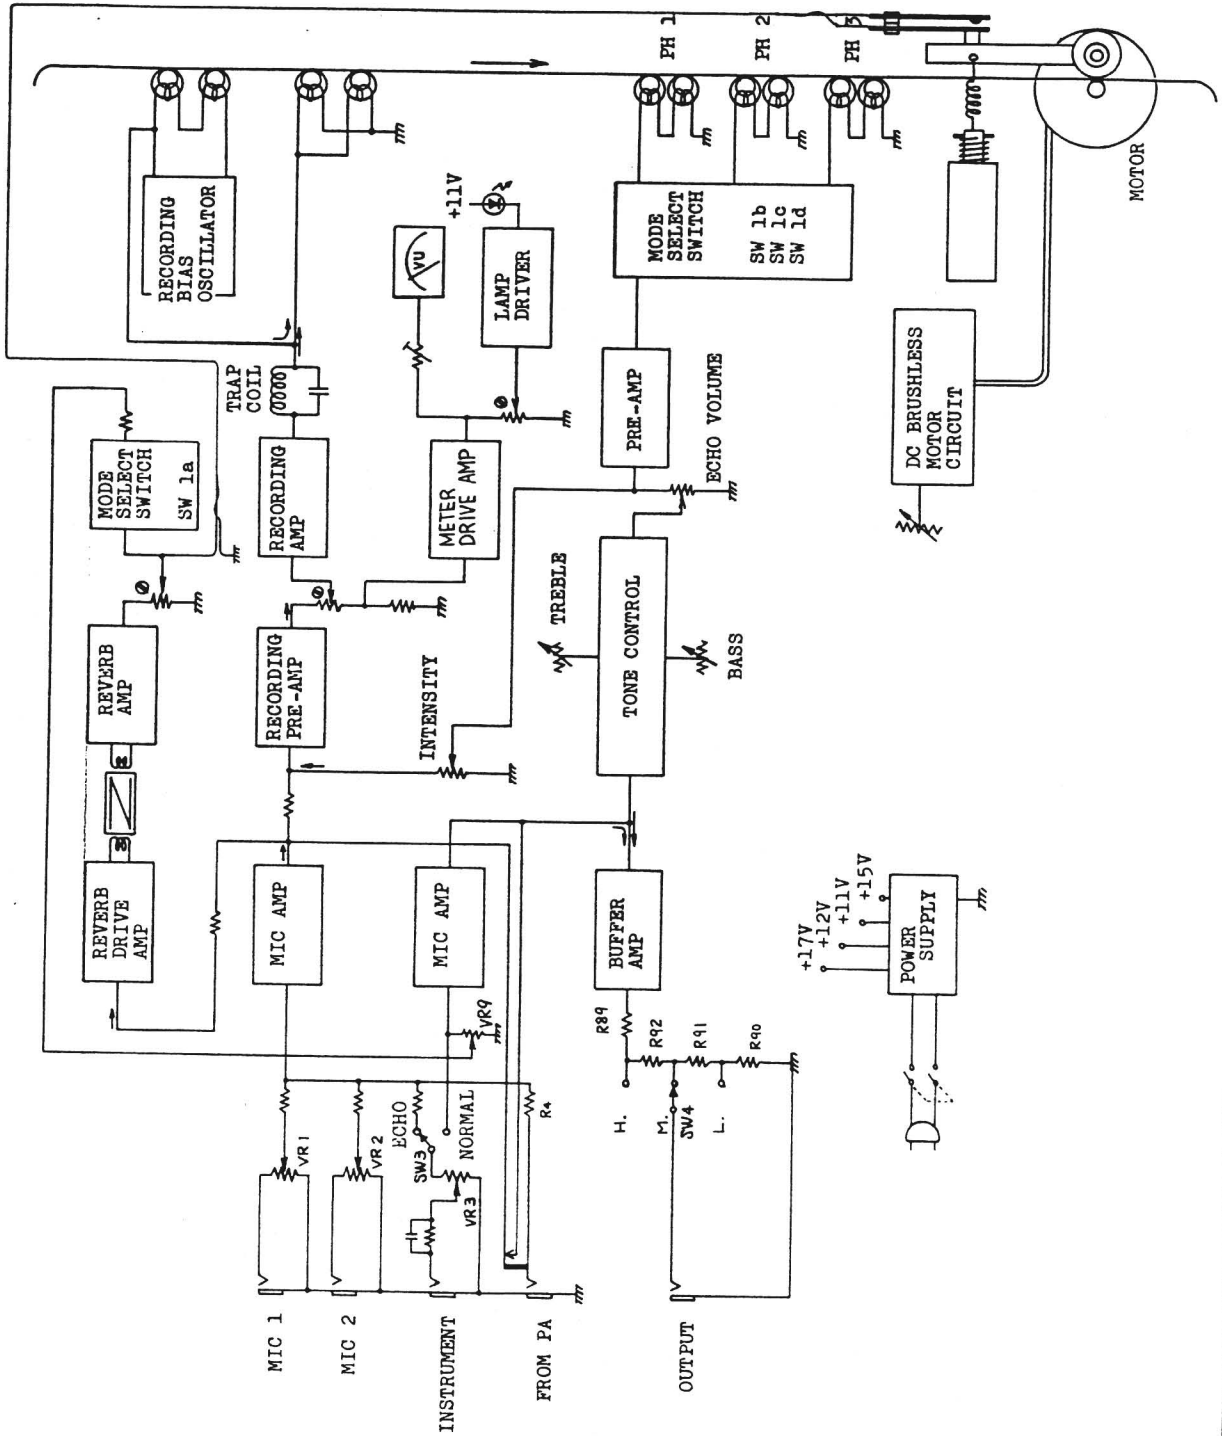 MIC 1
MIC 2
INSTRUMENT
FROM PA
OUTPUT
VR1
VR2
VR3
SW3
ECHO
NORMAL
R4
VR9
H.
M.
L.
SW4
R89
R92
R91
R90
REVERB
DRIVE
AMP
MIC AMP
MIC AMP
BUFFER
AMP
REVERB
AMP
RECORDING
PRE-AMP
INTENSITY
TREBLE
TONE CONTROL
BASS
MODE
SELECT
SWITCH
SW 1a
RECORDING
AMP
METER
DRIVE AMP
TRAP
COIL
PRE-AMP
ECHO VOLUME
VU
LAMP
DRIVER
+11V
RECORDING
BIAS
OSCILLATOR
MODE
SELECT
SWITCH
SW 1b
SW 1c
SW 1d
PH 1
PH 2
PH 3
MOTOR
DC BRUSHLESS
MOTOR
CIRCUIT
+17V
+12V
+11V
+15V
POWER
SUPPLY